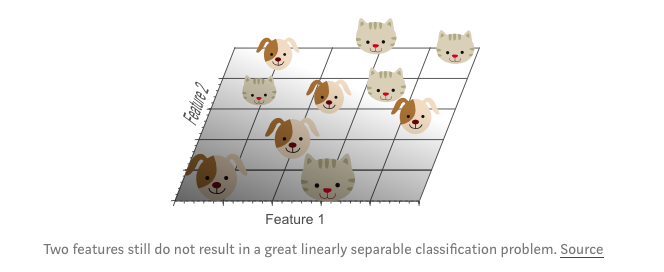 Feature 2
Feature 1
Two features still do not result in a great linearly separable classification problem. Source